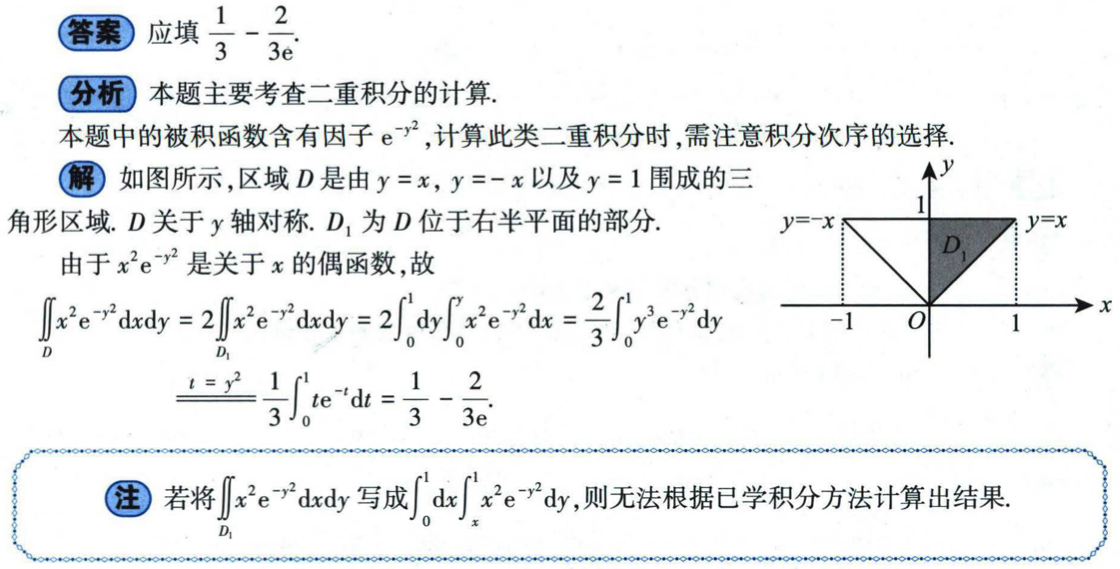 答案 应填 1/3 - 2/(3e).
分析 本题主要考查二重积分的计算.
本题中的被积函数含有因子 e^{-y²},计算此类二重积分时,需注意积分次序的选择.
解 如图所示,区域 D 是由 y = x, y = - x 以及 y = 1 围成的三
角形区域. D 关于 y 轴对称. D₁ 为 D 位于右半平面的部分.
由于 x²e^{-y²} 是关于 x 的偶函数,故
∬_D x²e^{-y²}dxdy = 2∬_{D₁} x²e^{-y²}dxdy = 2∫_0^1 dy∫_0^y x²e^{-y²}dx = 2/3 ∫_0^1 y³e^{-y²}dy
t = y² ═ 1/3 ∫_0^1 te^{-t}dt = 1/3 - 2/(3e).
y
1
y=-x
y=x
D₁
x
-1
O
1
注 若将∬_{D₁} x²e^{-y²}dxdy 写成∫_0^1 dx∫_x^1 x²e^{-y²}dy,则无法根据已学积分方法计算出结果.